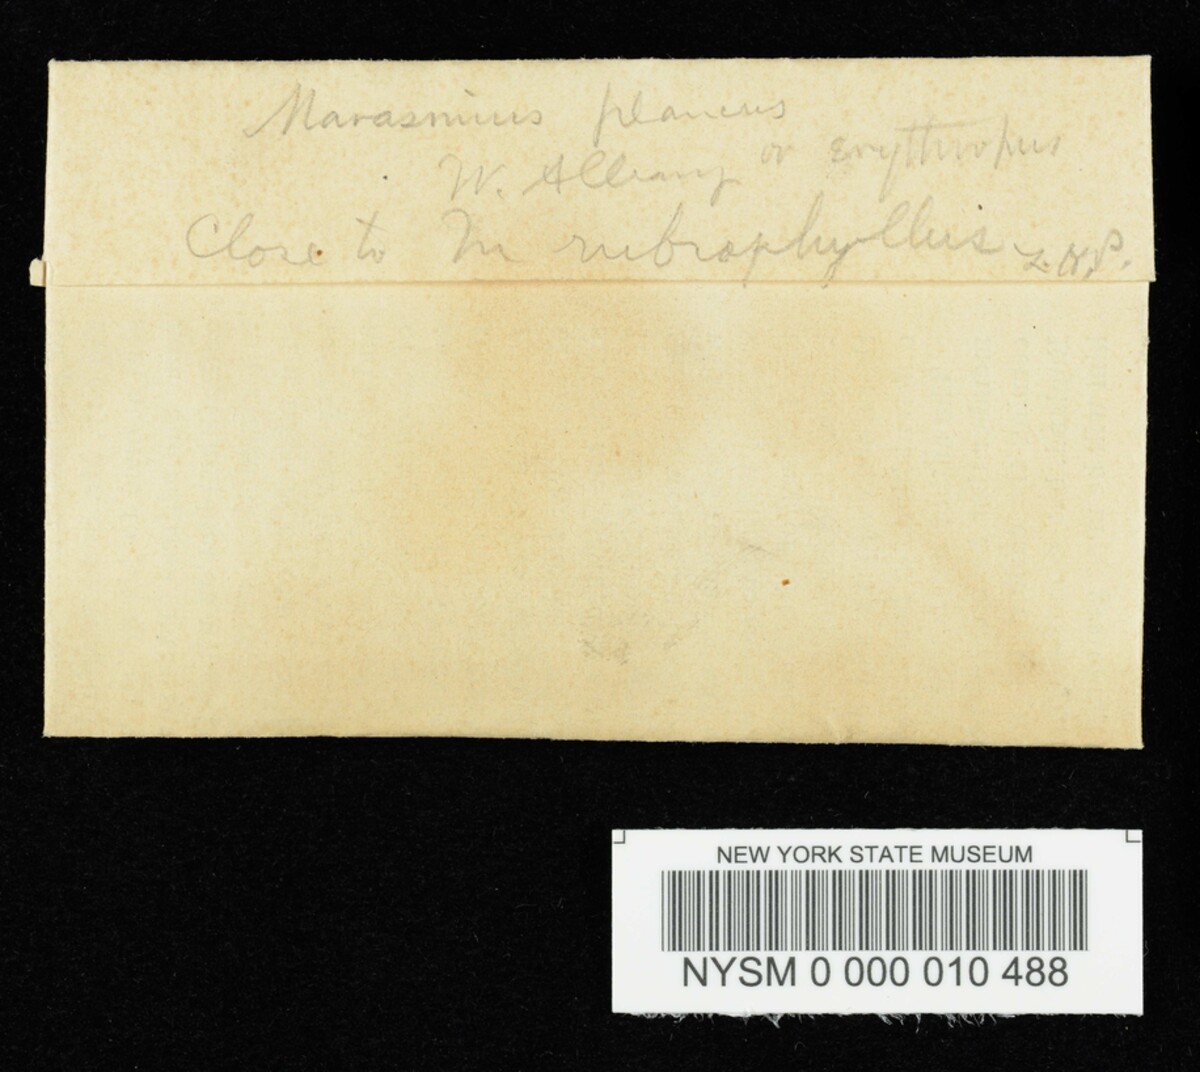 Marasmius plancus
or erythropus
W. Albany
Close to M rubrophyllus L.H.P.
NEW YORK STATE MUSEUM
NYSM 0 000 010 488